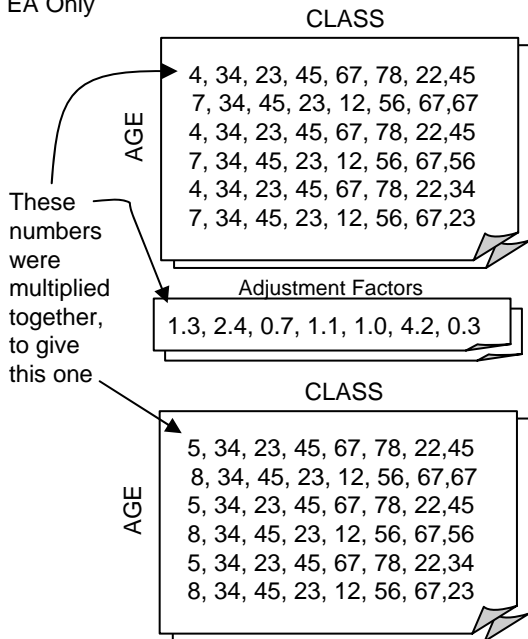 EA Only
CLASS
AGE
4, 34, 23, 45, 67, 78, 22,45
7, 34, 45, 23, 12, 56, 67,67
4, 34, 23, 45, 67, 78, 22,45
7, 34, 45, 23, 12, 56, 67,56
4, 34, 23, 45, 67, 78, 22,34
7, 34, 45, 23, 12, 56, 67,23
These
numbers
were
multiplied
together,
to give
this one
Adjustment Factors
1.3, 2.4, 0.7, 1.1, 1.0, 4.2, 0.3
CLASS
AGE
5, 34, 23, 45, 67, 78, 22,45
8, 34, 45, 23, 12, 56, 67,67
5, 34, 23, 45, 67, 78, 22,45
8, 34, 45, 23, 12, 56, 67,56
5, 34, 23, 45, 67, 78, 22,34
8, 34, 45, 23, 12, 56, 67,23